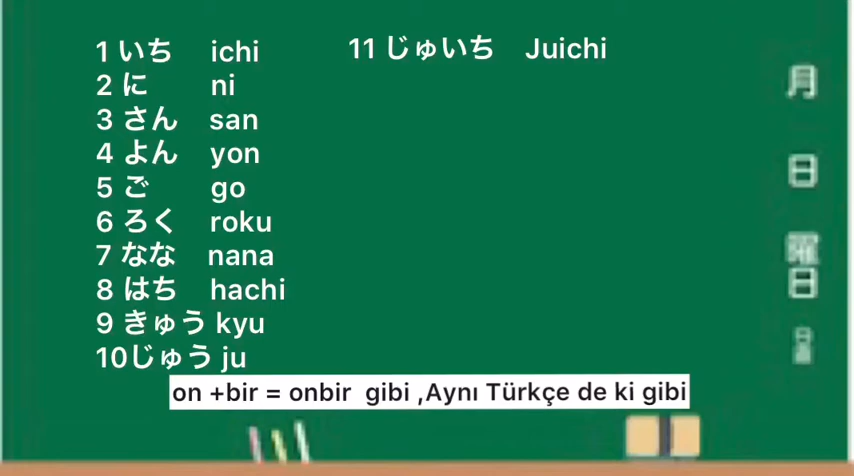 1 いち ichi
2 に ni
3 さん san
4 よん yon
5 ご go
6 ろく roku
7 なな nana
8 はち hachi
9 きゅう kyu
10じゅう ju
11 じゅいち Juichi
on +bir = onbir gibi ,Aynı Türkçe de ki gibi
月
日
曜
日